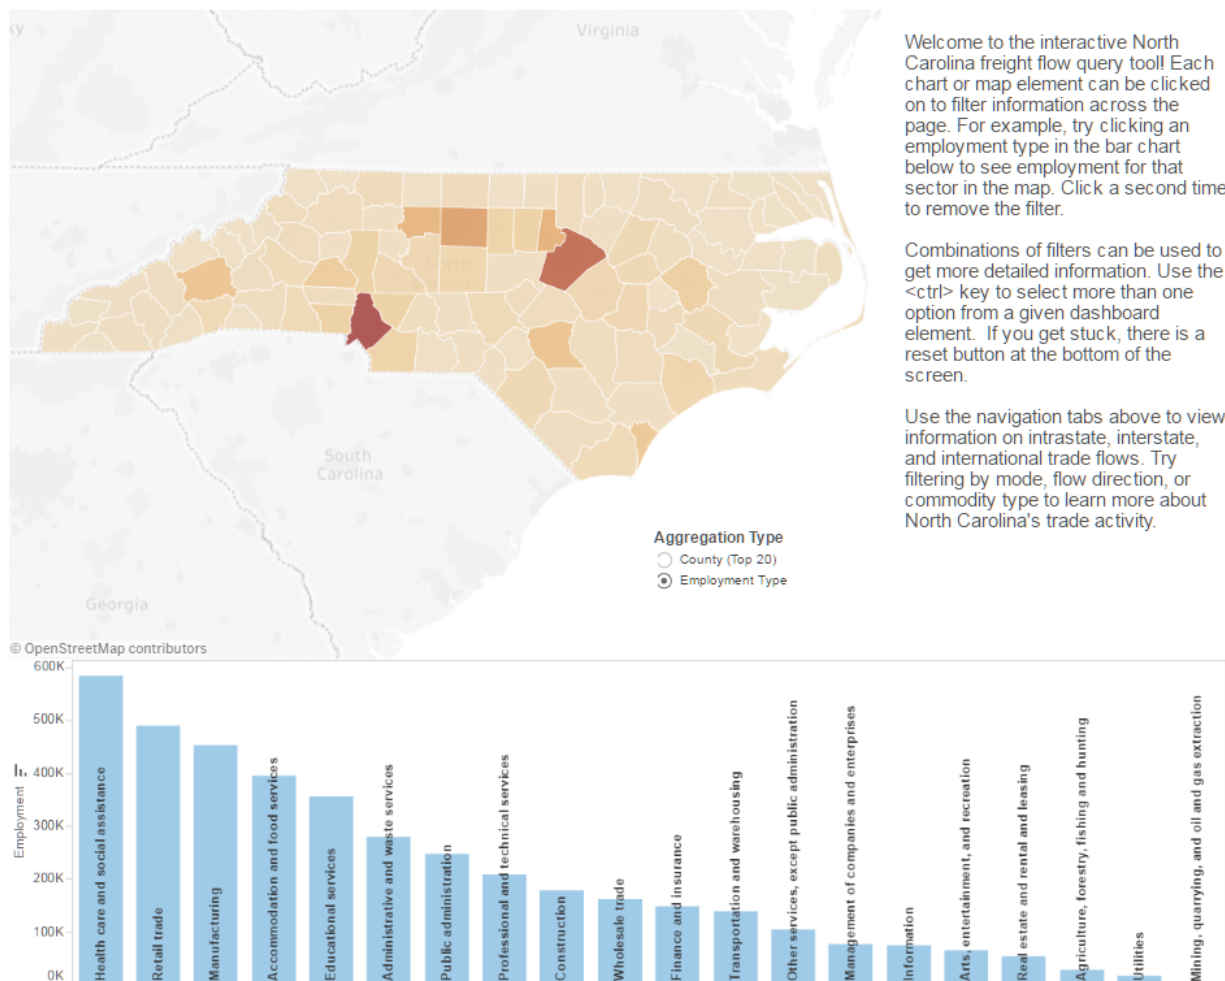 ky
Virginia
Welcome to the interactive North
Carolina freight flow query tool! Each
chart or map element can be clicked
on to filter information across the
page. For example, try clicking an
employment type in the bar chart
below to see employment for that
sector in the map. Click a second time
to remove the filter.
Combinations of filters can be used to
get more detailed information. Use the
<ctrl> key to select more than one
option from a given dashboard
element.  If you get stuck, there is a
reset button at the bottom of the
screen.
Use the navigation tabs above to view
information on intrastate, interstate,
and international trade flows. Try
filtering by mode, flow direction, or
commodity type to learn more about
North Carolina's trade activity.
North
South
Carolina
Georgia
Aggregation Type
County (Top 20)
Employment Type
© OpenStreetMap contributors
Employment
600K
500K
400K
300K
200K
100K
0K
Health care and social assistance
Retail trade
Manufacturing
Accommodation and food services
Educational services
Administrative and waste services
Public administration
Professional and technical services
Construction
Wholesale trade
Finance and insurance
Transportation and warehousing
Other services, except public administration
Management of companies and enterprises
Information
Arts, entertainment, and recreation
Real estate and rental and leasing
Agriculture, forestry, fishing and hunting
Utilities
Mining, quarrying, and oil and gas extraction